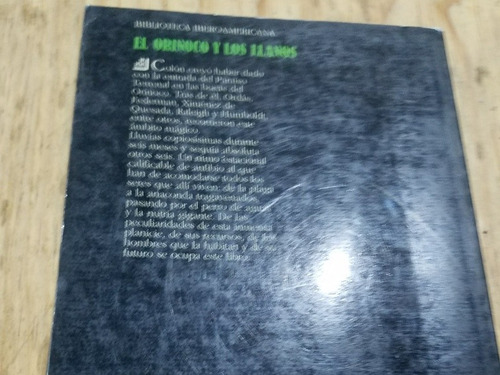 BIBLIOTECA IBEROAMERICANA
EL ORINOCO Y LOS LLANOS
Colón creyó haber dado
con la entrada del Paraíso
Terrenal en las bocas del
Orinoco. Tras de él, Ordás,
Federman, Ximénez de
Quesada, Raleigh y Humboldt,
entre otros, recorrieron este
ámbito mágico.
Lluvias copiosísimas durante
seis meses y sequía absoluta
otros seis. Un ritmo estacional
calificable de anfibio al que
han de acomodarse todos los
seres que allí viven: de la plaga
a la anaconda tragavenados,
pasando por el perro de agua
y la nutria gigante. De las
peculiaridades de esta inmensa
planicie, de sus recursos, de los
hombres que la habitan y de su
futuro se ocupa este libro.